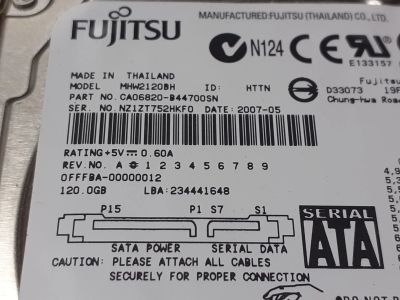 FUJITSU
MANUFACTURED:FUJITSU (THAILAND) CO., LTD.
N124 CE
E133157
MADE IN THAILAND
MODEL MHW2120BH ID: HTTN
PART NO. CA06820-B44700SN
S/N: NZ1ZT752HKF0 DATE: 2007-05
Fujitsu
D33073 19F
Chung-hwa Road
RATING +5V 0.60A
REV.NO. A 1 2 3 4 5 6 7 8 9
0FFFBA-00000012
120.0GB LBA:234441648
P15 P1 S7 S1
SATA POWER SERIAL DATA
SERIAL
ATA
CAUTION: PLEASE ATTACH ALL CABLES
SECURELY FOR PROPER CONNECTION